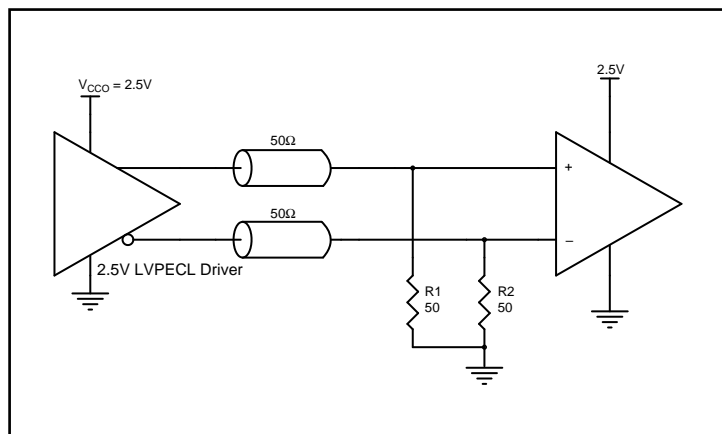 V_CCO = 2.5V
2.5V
50Ω
50Ω
+
−
2.5V LVPECL Driver
R1
50
R2
50